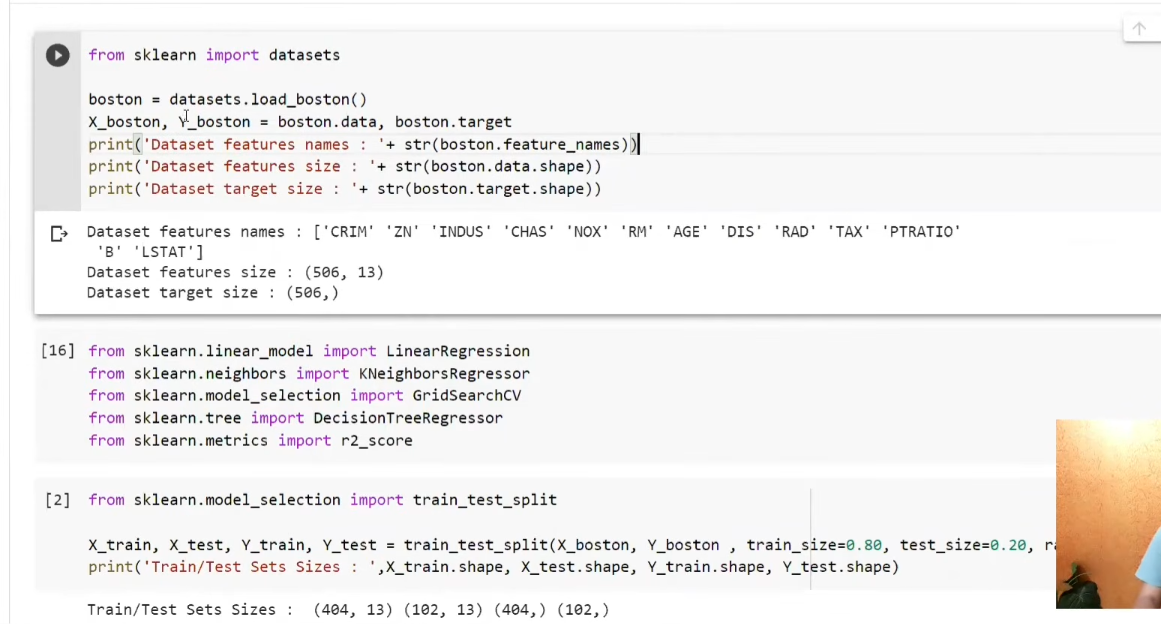 from sklearn import datasets
boston = datasets.load_boston()
X_boston, Y_boston = boston.data, boston.target
print('Dataset features names : '+ str(boston.feature_names))
print('Dataset features size : '+ str(boston.data.shape))
print('Dataset target size : '+ str(boston.target.shape))
Dataset features names : ['CRIM' 'ZN' 'INDUS' 'CHAS' 'NOX' 'RM' 'AGE' 'DIS' 'RAD' 'TAX' 'PTRATIO'
'B' 'LSTAT']
Dataset features size : (506, 13)
Dataset target size : (506,)
[16] from sklearn.linear_model import LinearRegression
from sklearn.neighbors import KNeighborsRegressor
from sklearn.model_selection import GridSearchCV
from sklearn.tree import DecisionTreeRegressor
from sklearn.metrics import r2_score
[2] from sklearn.model_selection import train_test_split
X_train, X_test, Y_train, Y_test = train_test_split(X_boston, Y_boston , train_size=0.80, test_size=0.20,
print('Train/Test Sets Sizes : ',X_train.shape, X_test.shape, Y_train.shape, Y_test.shape)
Train/Test Sets Sizes : (404, 13) (102, 13) (404,) (102,)